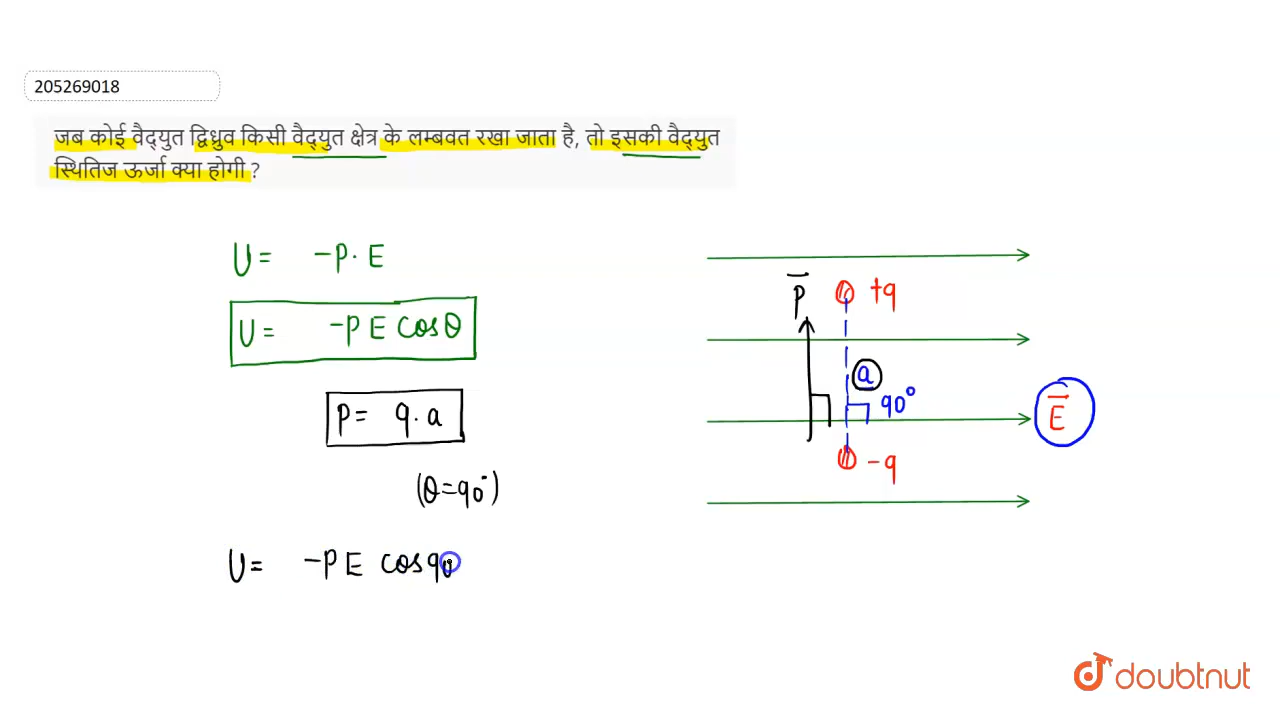 205269018
जब कोई वैद्युत द्विध्रुव किसी वैद्युत क्षेत्र के लम्बवत रखा जाता है, तो इसकी वैद्युत
स्थितिज ऊर्जा क्या होगी ?
U = -P · E
U = -P E cosθ
P = q · a
(θ=90°)
U = -P E cos90
P
+q
a
90°
E
-q
doubtnut